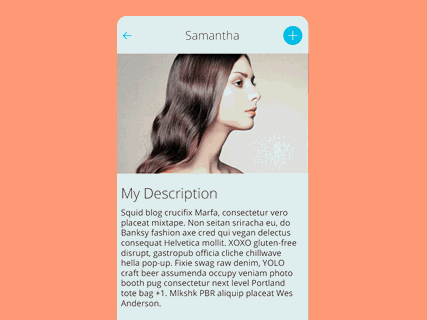 Samantha
My Description
Squid blog crucifix Marfa, consectetur vero
placeat mixtape. Non seitan sriracha eu, do
Banksy fashion axe cred qui vegan delectus
consequat Helvetica mollit. XOXO gluten-free
disrupt, gastropub officia cliche chillwave
hella pop-up. Fixie swag raw denim, YOLO
craft beer assumenda occupy veniam photo
booth pug consectetur next level Portland
tote bag +1. Mlkshk PBR aliquip placeat Wes
Anderson.